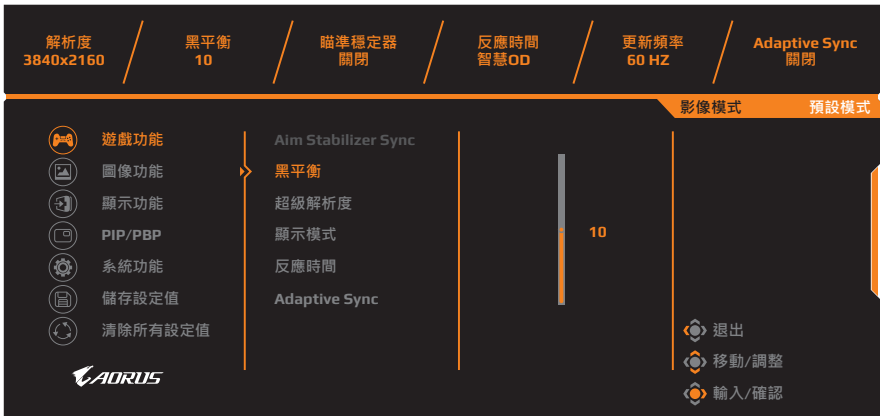 解析度
3840x2160
黑平衡
10
瞄準穩定器
關閉
反應時間
智慧OD
更新頻率
60 HZ
Adaptive Sync
關閉
影像模式 預設模式
遊戲功能
圖像功能
顯示功能
PIP/PBP
系統功能
儲存設定值
清除所有設定值
Aim Stabilizer Sync
黑平衡
超級解析度
顯示模式
反應時間
Adaptive Sync
10
退出
移動/調整
輸入/確認
AORUS